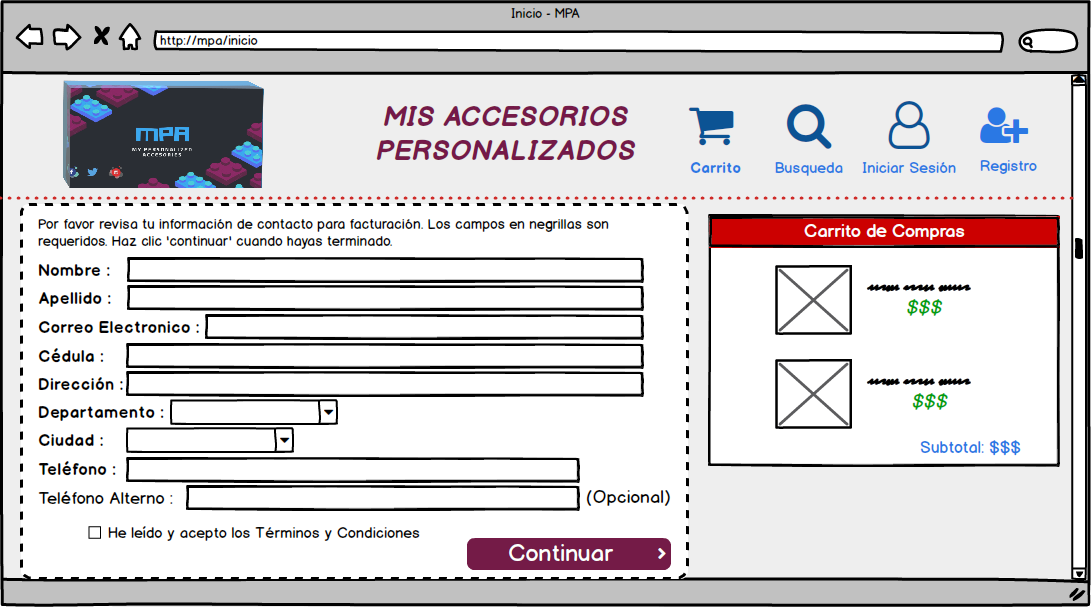 Inicio - MPA
http://mpa/inicio
MPA
MY PERSONALIZED
ACCESORIES
MIS ACCESORIOS
PERSONALIZADOS
Carrito
Busqueda
Iniciar Sesión
Registro
Por favor revisa tu información de contacto para facturación. Los campos en negrillas son
requeridos. Haz clic 'continuar' cuando hayas terminado.
Nombre :
Apellido :
Correo Electronico :
Cédula :
Dirección :
Departamento :
Ciudad :
Teléfono :
Teléfono Alterno :
(Opcional)
He leído y acepto los Términos y Condiciones
Continuar
Carrito de Compras
$$$
$$$
Subtotal: $$$